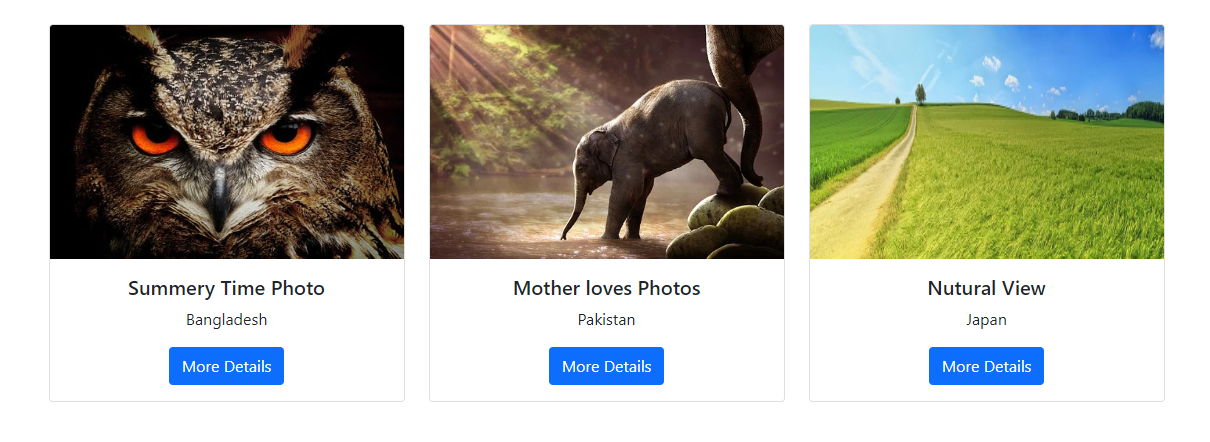 Summery Time Photo
Bangladesh
More Details
Mother loves Photos
Pakistan
More Details
Nutural View
Japan
More Details